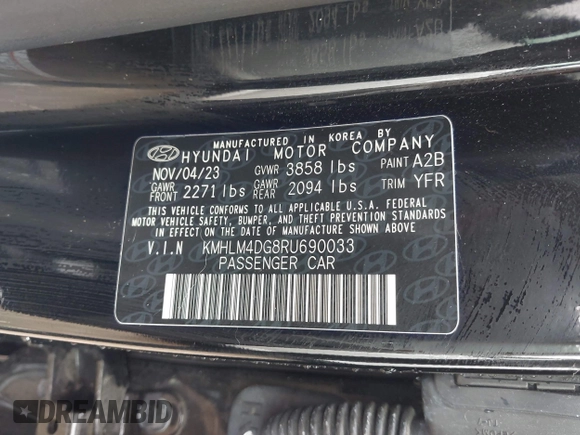 MANUFACTURED IN KOREA BY
HYUNDAI MOTOR COMPANY
NOV/04/23 GVWR 3858 lbs PAINT A2B
GAWR FRONT 2271 lbs GAWR REAR 2094 lbs TRIM YFR
THIS VEHICLE CONFORMS TO ALL APPLICABLE U.S.A. FEDERAL
MOTOR VEHICLE SAFETY, BUMPER, AND THEFT PREVENTION STANDARDS
IN EFFECT ON THE DATE OF MANUFACTURE SHOWN ABOVE.
V.I.N KMHLM4DG8RU690033
PASSENGER CAR
DREAMBID